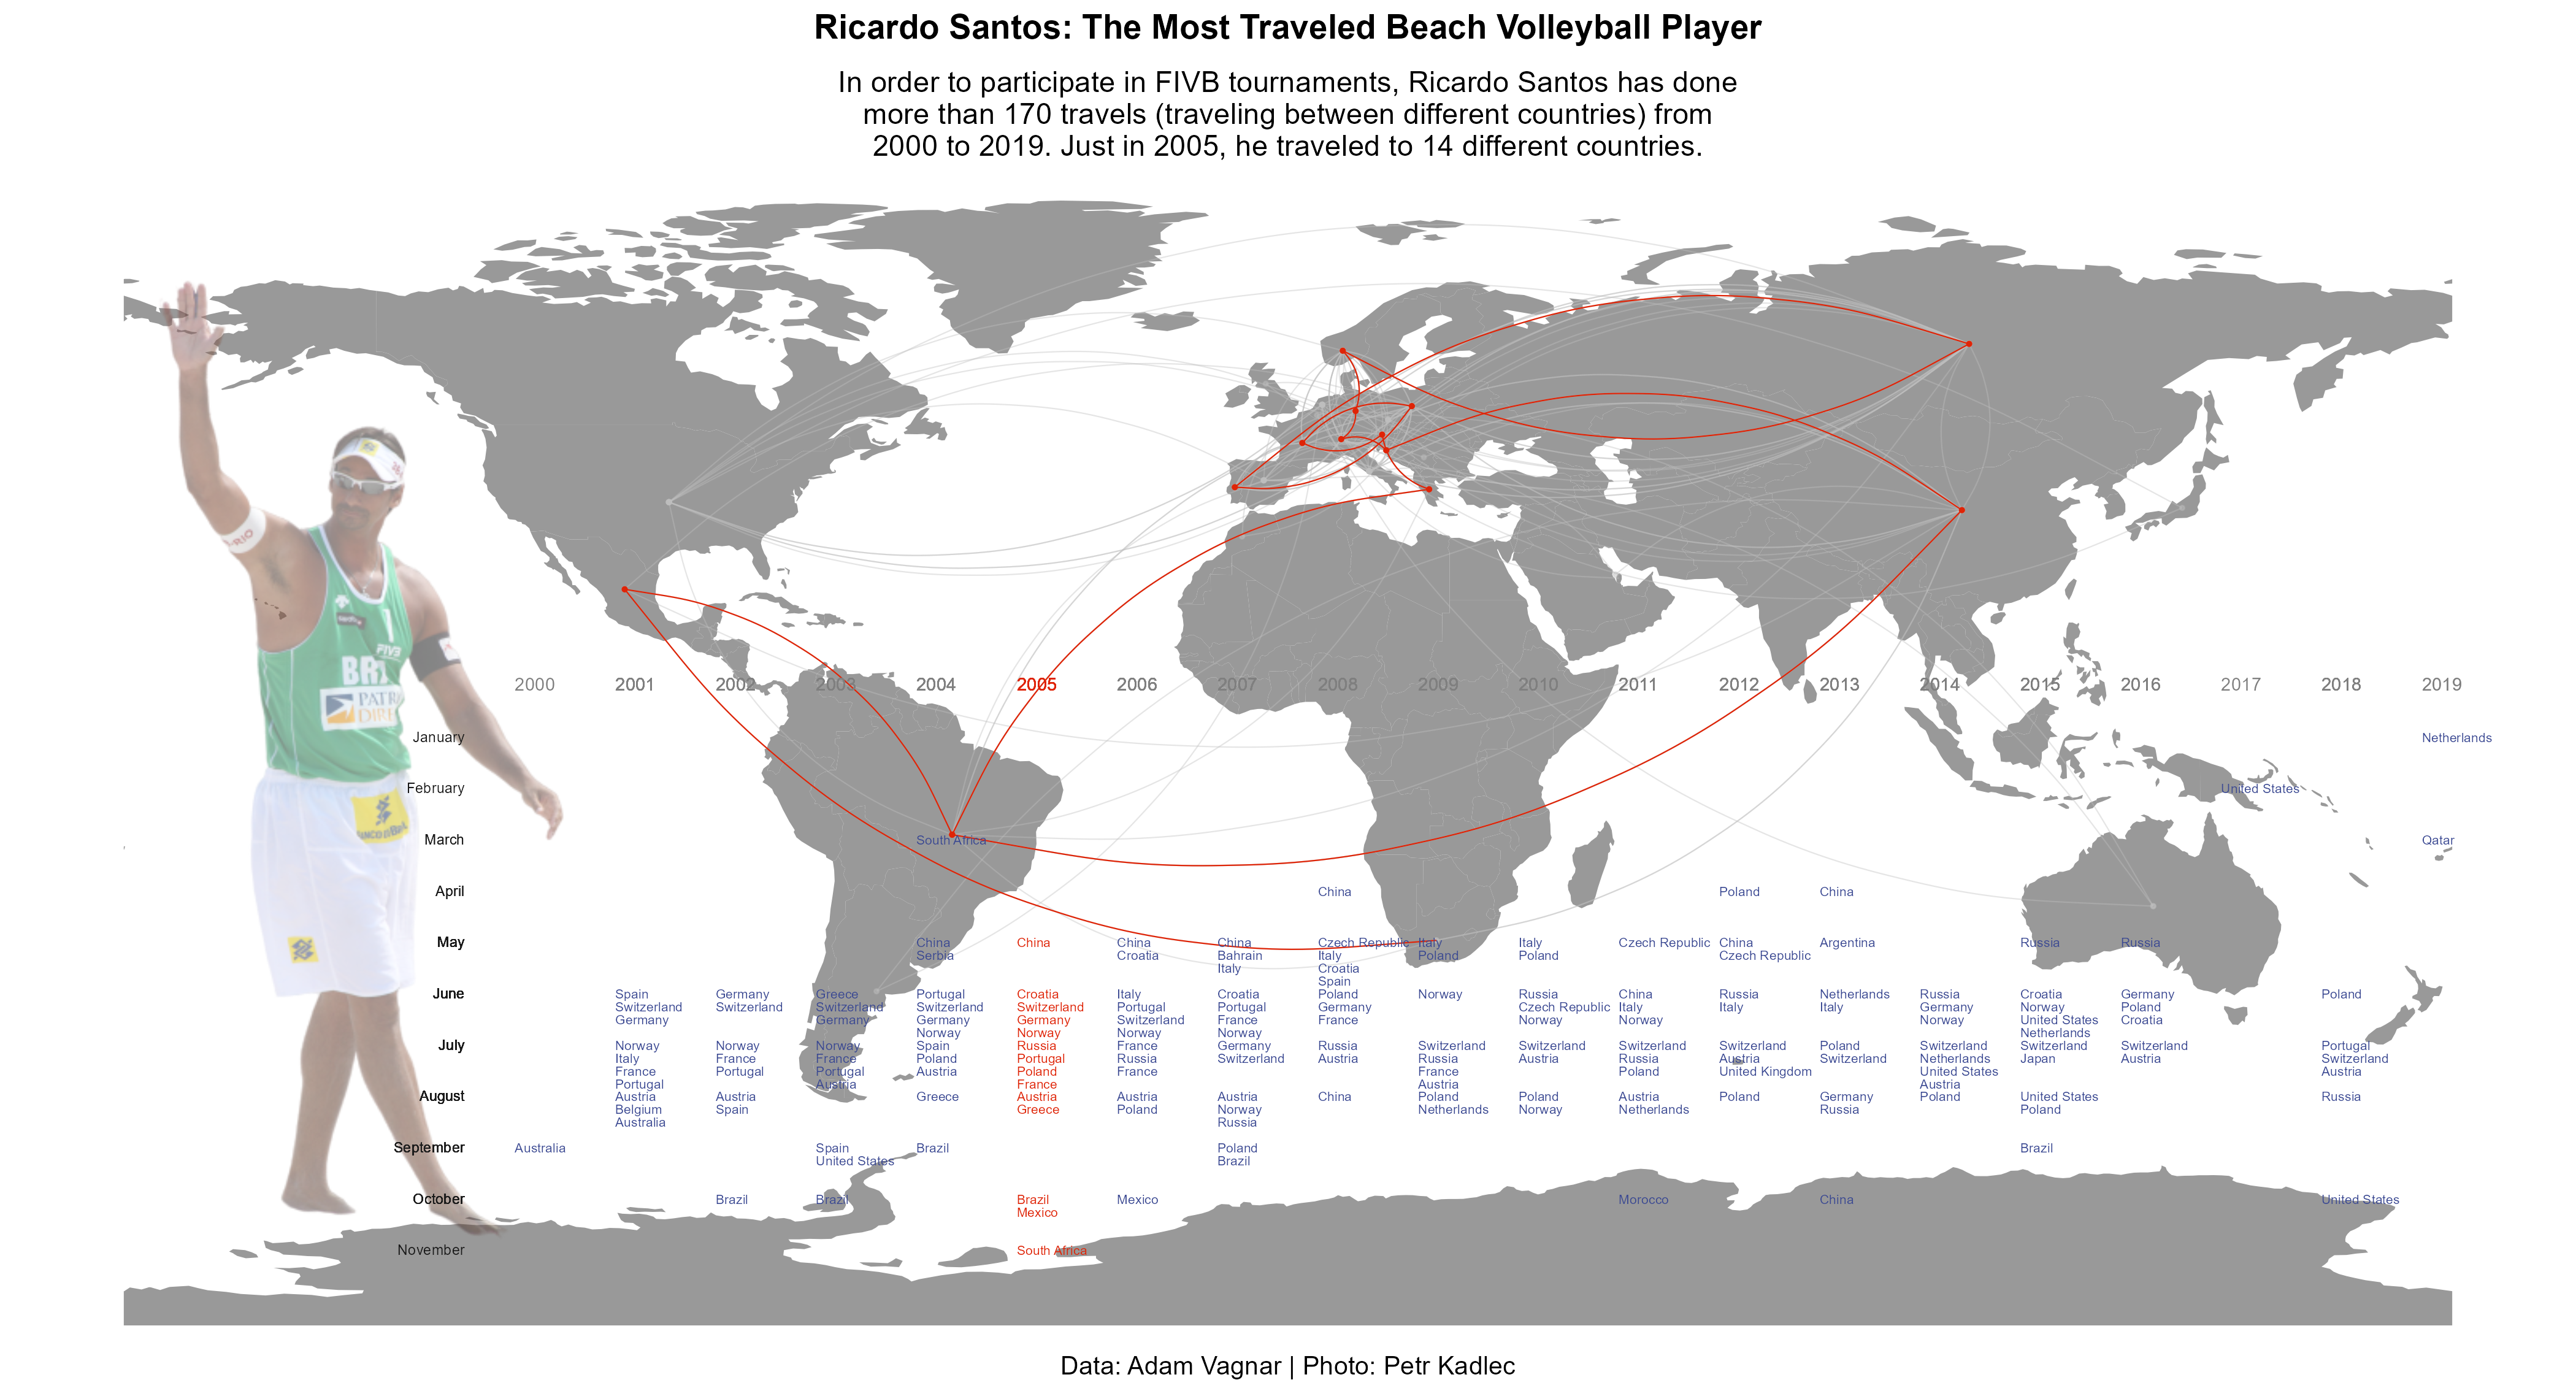 Ricardo Santos: The Most Traveled Beach Volleyball Player
In order to participate in FIVB tournaments, Ricardo Santos has done
more than 170 travels (traveling between different countries) from
2000 to 2019. Just in 2005, he traveled to 14 different countries.
FIVB
2000 2001 2002 2003 2004 2005 2006 2007 2008 2009 2010 2011 2012 2013 2014 2015 2016 2017 2018 2019
January Netherlands
February United States
March South Africa Qatar
April China Poland China
May China China China China Czech Republic Italy Italy Czech Republic China Argentina Russia Russia
Serbia Croatia Bahrain Italy Poland Poland Czech Republic
Italy Croatia
Spain
June Spain Germany Greece Portugal Croatia Italy Croatia Poland Norway Russia China Russia Netherlands Russia Croatia Germany Poland
Switzerland Switzerland Switzerland Switzerland Switzerland Portugal Portugal Germany Czech Republic Italy Italy Italy Germany Norway Poland
Germany Germany Germany Germany Switzerland France France Norway Norway Norway United States Croatia
Norway Norway Norway Norway Netherlands
July Norway Norway Norway Spain Russia France Germany Russia Switzerland Switzerland Switzerland Switzerland Poland Switzerland Switzerland Switzerland Portugal
Italy France France Poland Portugal Russia Switzerland Austria Russia Austria Russia Austria Switzerland Netherlands Japan Austria Switzerland
France Portugal Portugal Austria Poland France France Poland United Kingdom United States Austria
Portugal Austria France Austria Austria
August Austria Austria Greece Austria Austria Austria China Poland Poland Austria Poland Germany Poland United States Russia
Belgium Spain Greece Poland Norway Netherlands Norway Netherlands Russia Poland
Australia Russia
September Australia Spain Brazil Poland Brazil
United States Brazil
October Brazil Brazil Brazil Mexico Morocco China United States
Mexico
November South Africa
Data: Adam Vagnar | Photo: Petr Kadlec